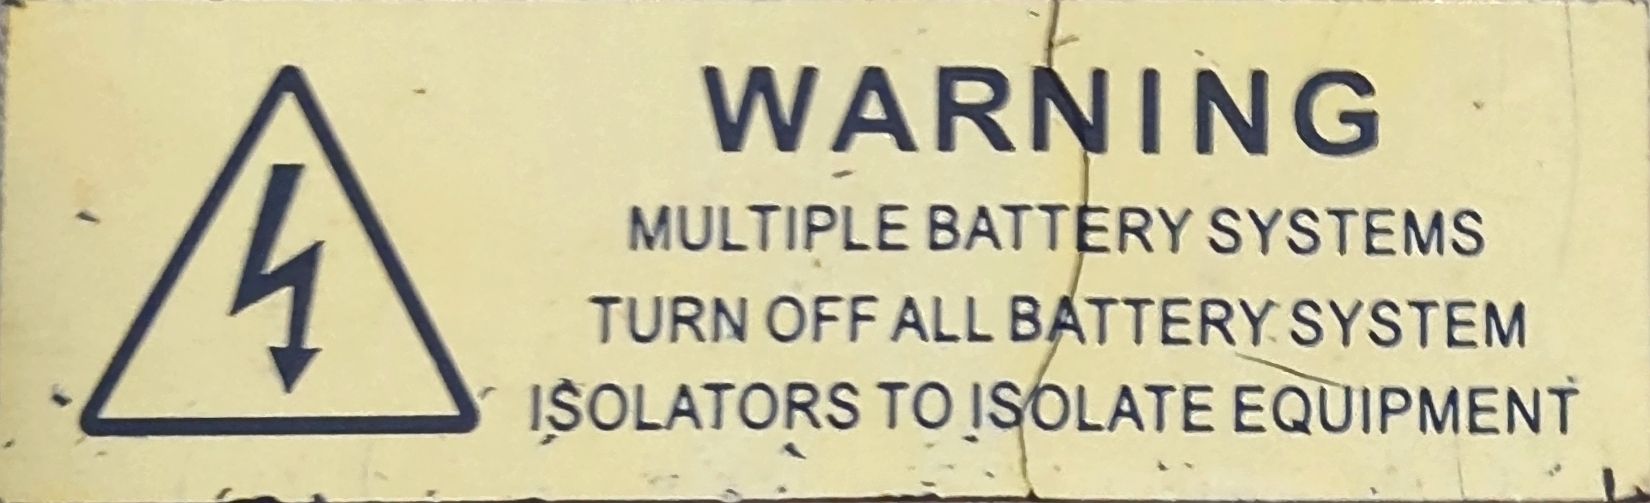 WARNING
MULTIPLE BATTERY SYSTEMS
TURN OFF ALL BATTERY SYSTEM
ISOLATORS TO ISOLATE EQUIPMENT